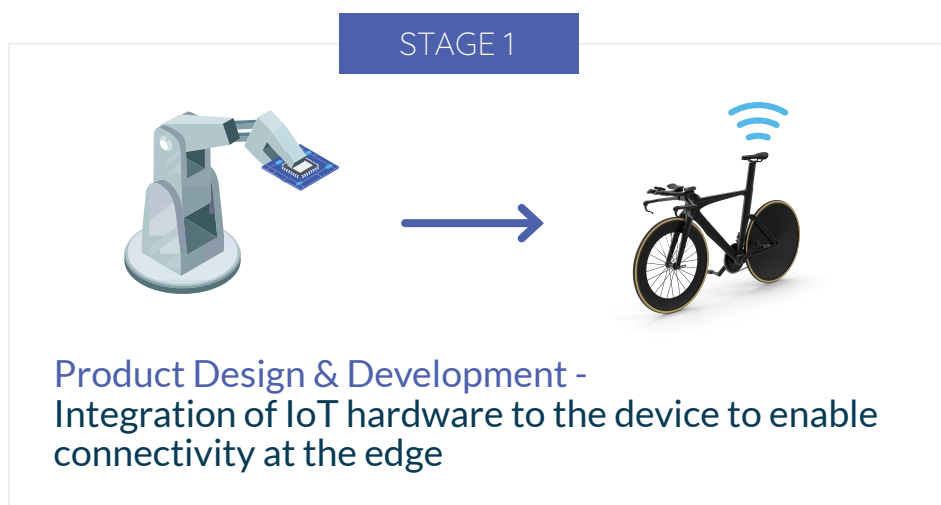 STAGE 1
Product Design & Development -
Integration of IoT hardware to the device to enable
connectivity at the edge